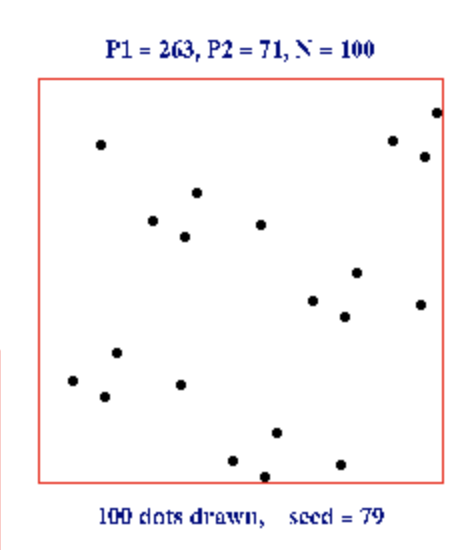 P1 = 263, P2 = 71, N = 100
100 dots drawn, seed = 79